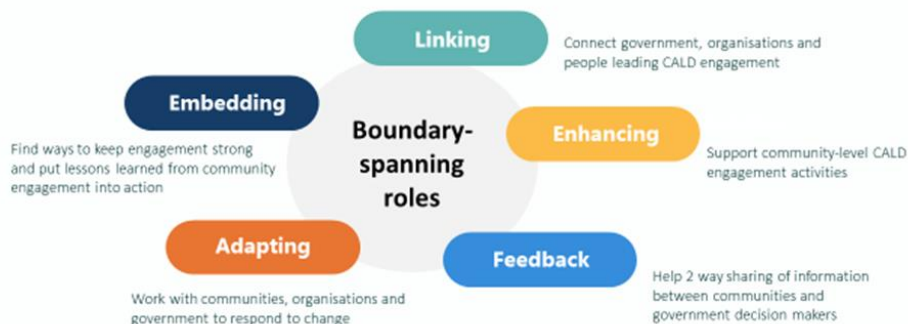 Linking
Connect government, organisations and
people leading CALD engagement
Embedding
Find ways to keep engagement strong
and put lessons learned from community
engagement into action
Boundary-
spanning
roles
Enhancing
Support community-level CALD
engagement activities
Adapting
Work with communities, organisations and
government to respond to change
Feedback
Help 2 way sharing of information
between communities and
government decision makers